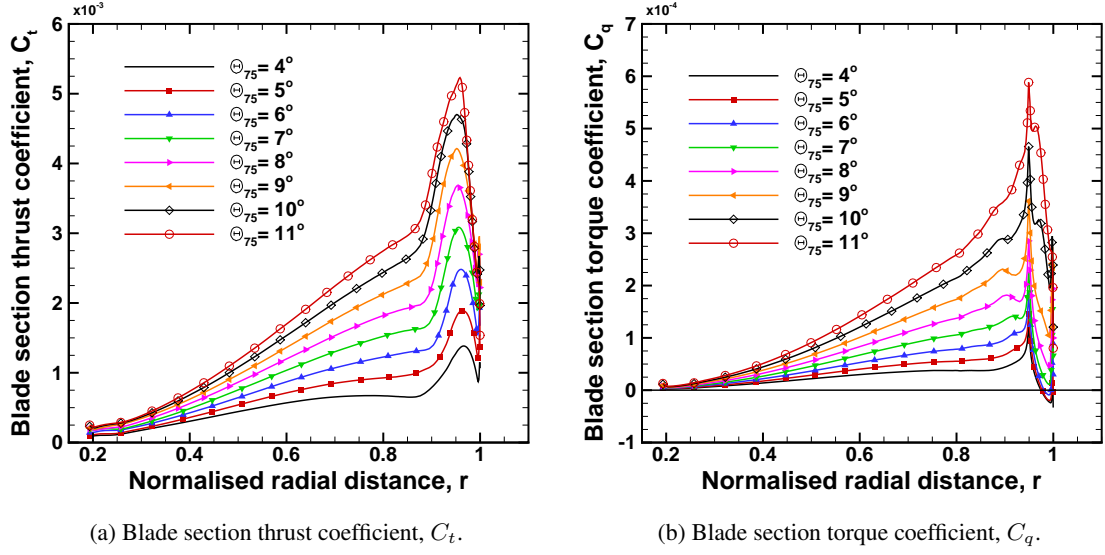 x10⁻³
Blade section thrust coefficient, Cₜ
6
5
4
3
2
1
0
0.2
0.4
0.6
0.8
1
Normalised radial distance, r
Θ₇₅= 4°
Θ₇₅= 5°
Θ₇₅= 6°
Θ₇₅= 7°
Θ₇₅= 8°
Θ₇₅= 9°
Θ₇₅= 10°
Θ₇₅= 11°
(a) Blade section thrust coefficient, Cₜ.
x10⁻⁴
Blade section torque coefficient, C_q
7
6
5
4
3
2
1
0
-1
0.2
0.4
0.6
0.8
1
Normalised radial distance, r
Θ₇₅= 4°
Θ₇₅= 5°
Θ₇₅= 6°
Θ₇₅= 7°
Θ₇₅= 8°
Θ₇₅= 9°
Θ₇₅= 10°
Θ₇₅= 11°
(b) Blade section torque coefficient, C_q.